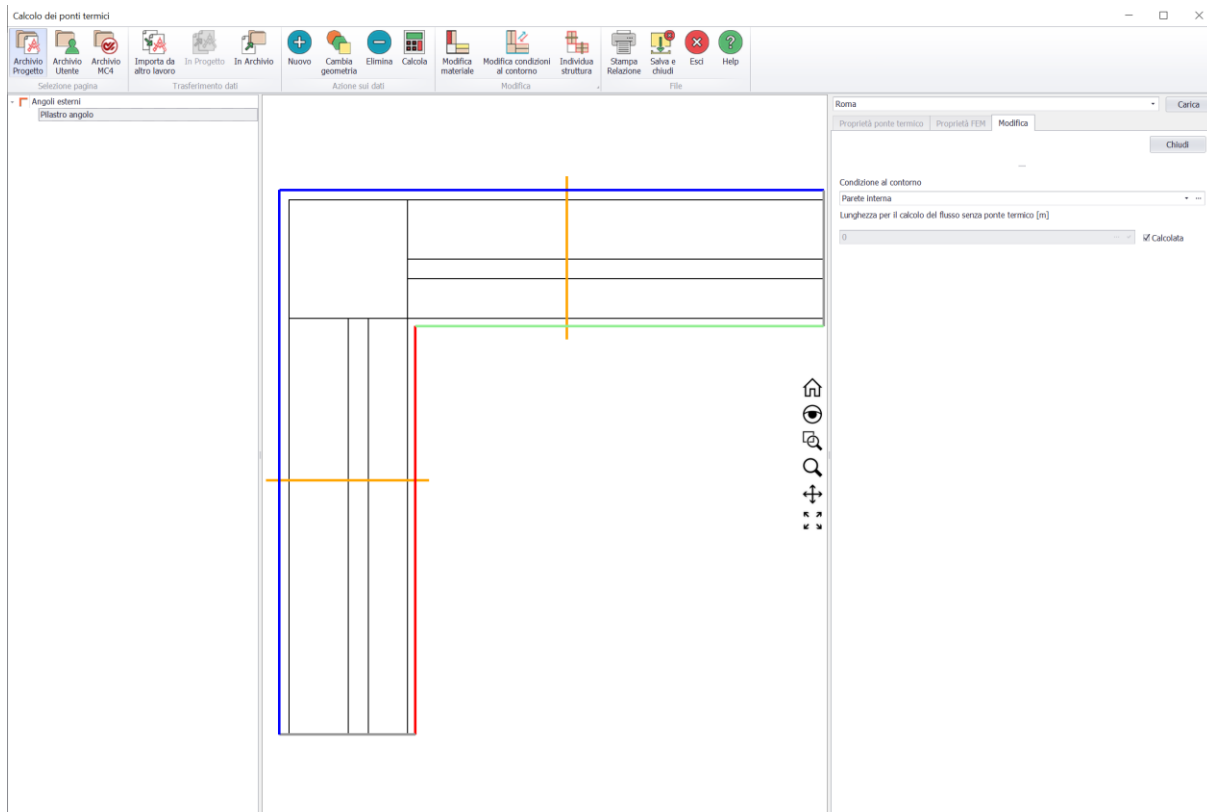 Calcolo dei ponti termici
Archivio Progetto
Archivio Utente
Archivio MC4
Importa da altro lavoro
In Progetto
In Archivio
Nuovo
Cambia geometria
Elimina
Calcola
Modifica materiale
Modifica condizioni al contorno
Individua struttura
Stampa Relazione
Salva e chiudi
Esci
Help
Selezione pagina
Trasferimento dati
Azione sui dati
Modifica
File
Angoli esterni
Pilastro angolo
Roma
Carica
Proprietà ponte termico
Proprietà FEM
Modifica
Chiudi
Condizione al contorno
Parete interna
Lunghezza per il calcolo del flusso senza ponte termico [m]
0
Calcolata